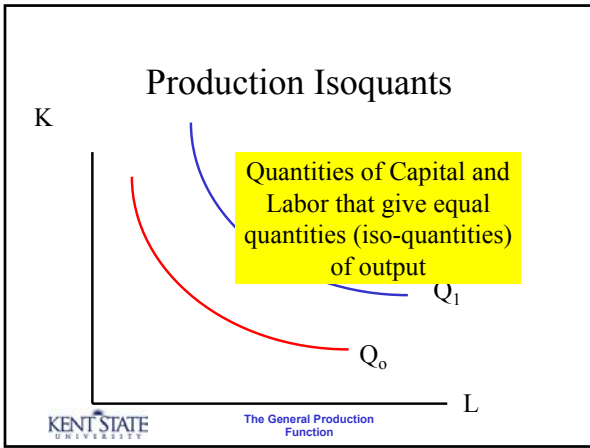 Production Isoquants
K
Quantities of Capital and
Labor that give equal
quantities (iso-quantities)
of output
Q₁
Qₒ
L
KENT STATE
UNIVERSITY
The General Production
Function